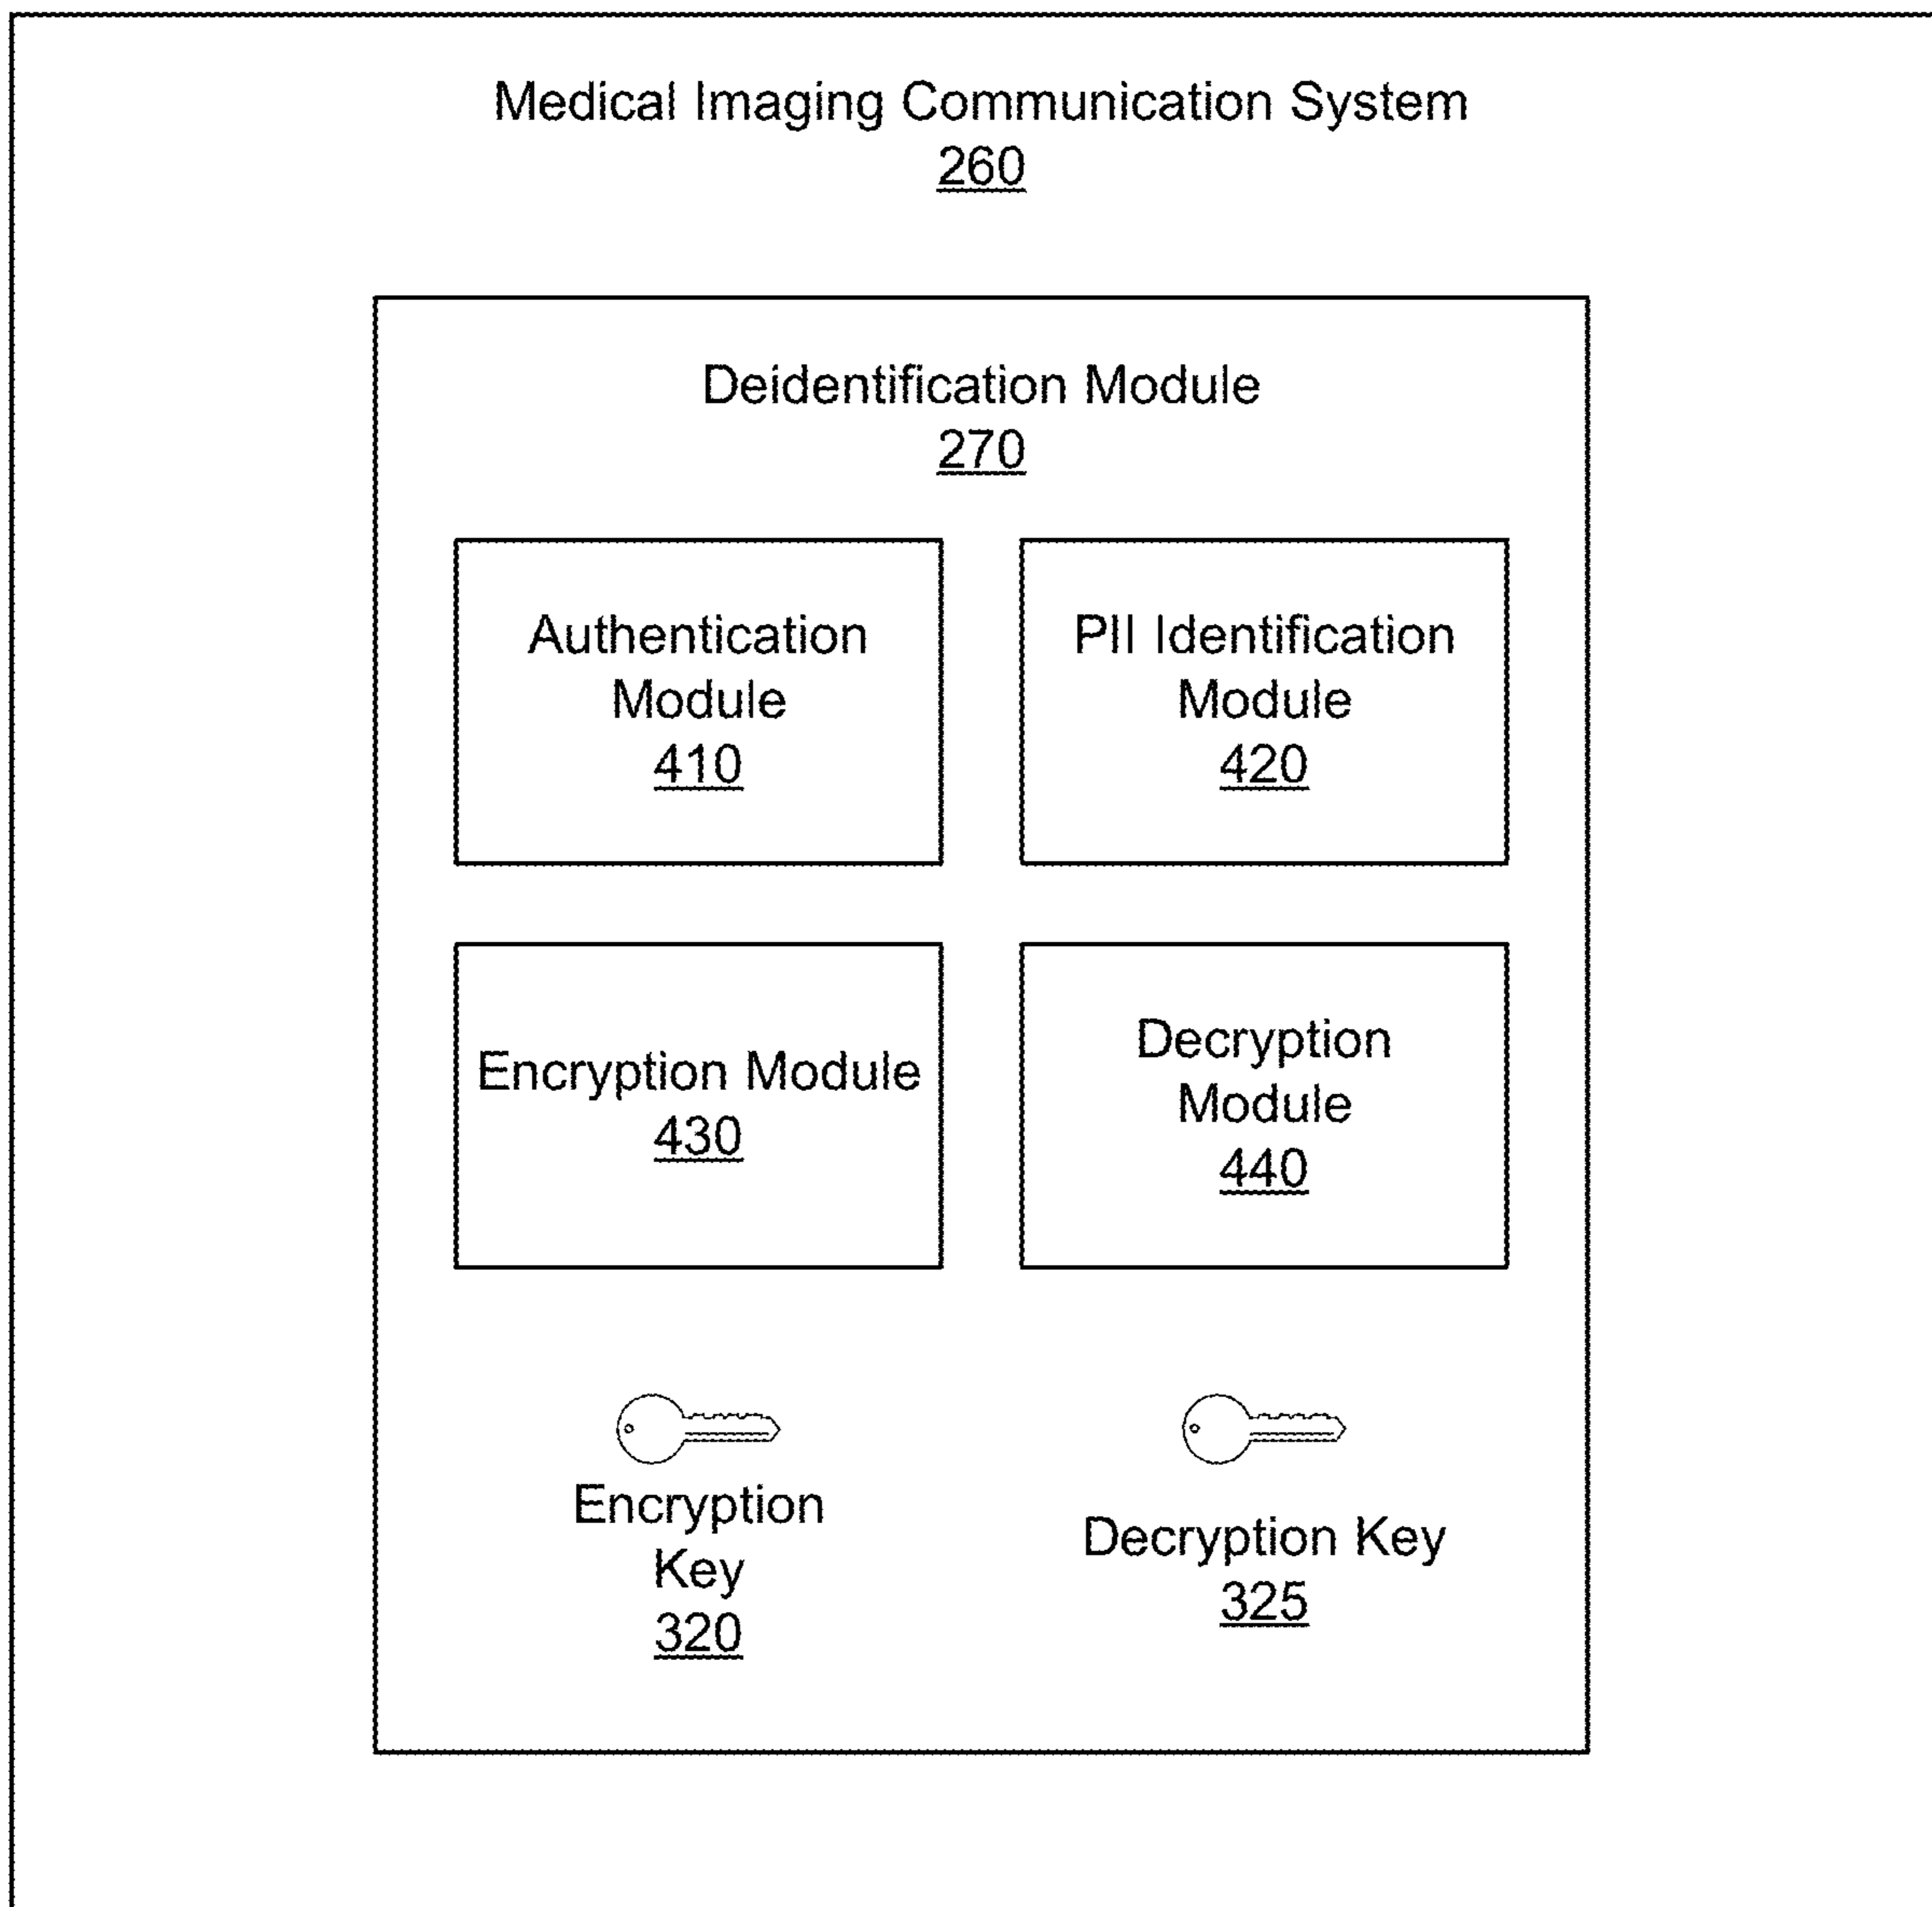 Medical Imaging Communication System
260
Deidentification Module
270
Authentication
Module
410
PII Identification
Module
420
Encryption Module
430
Decryption
Module
440
Encryption
Key
320
Decryption Key
325